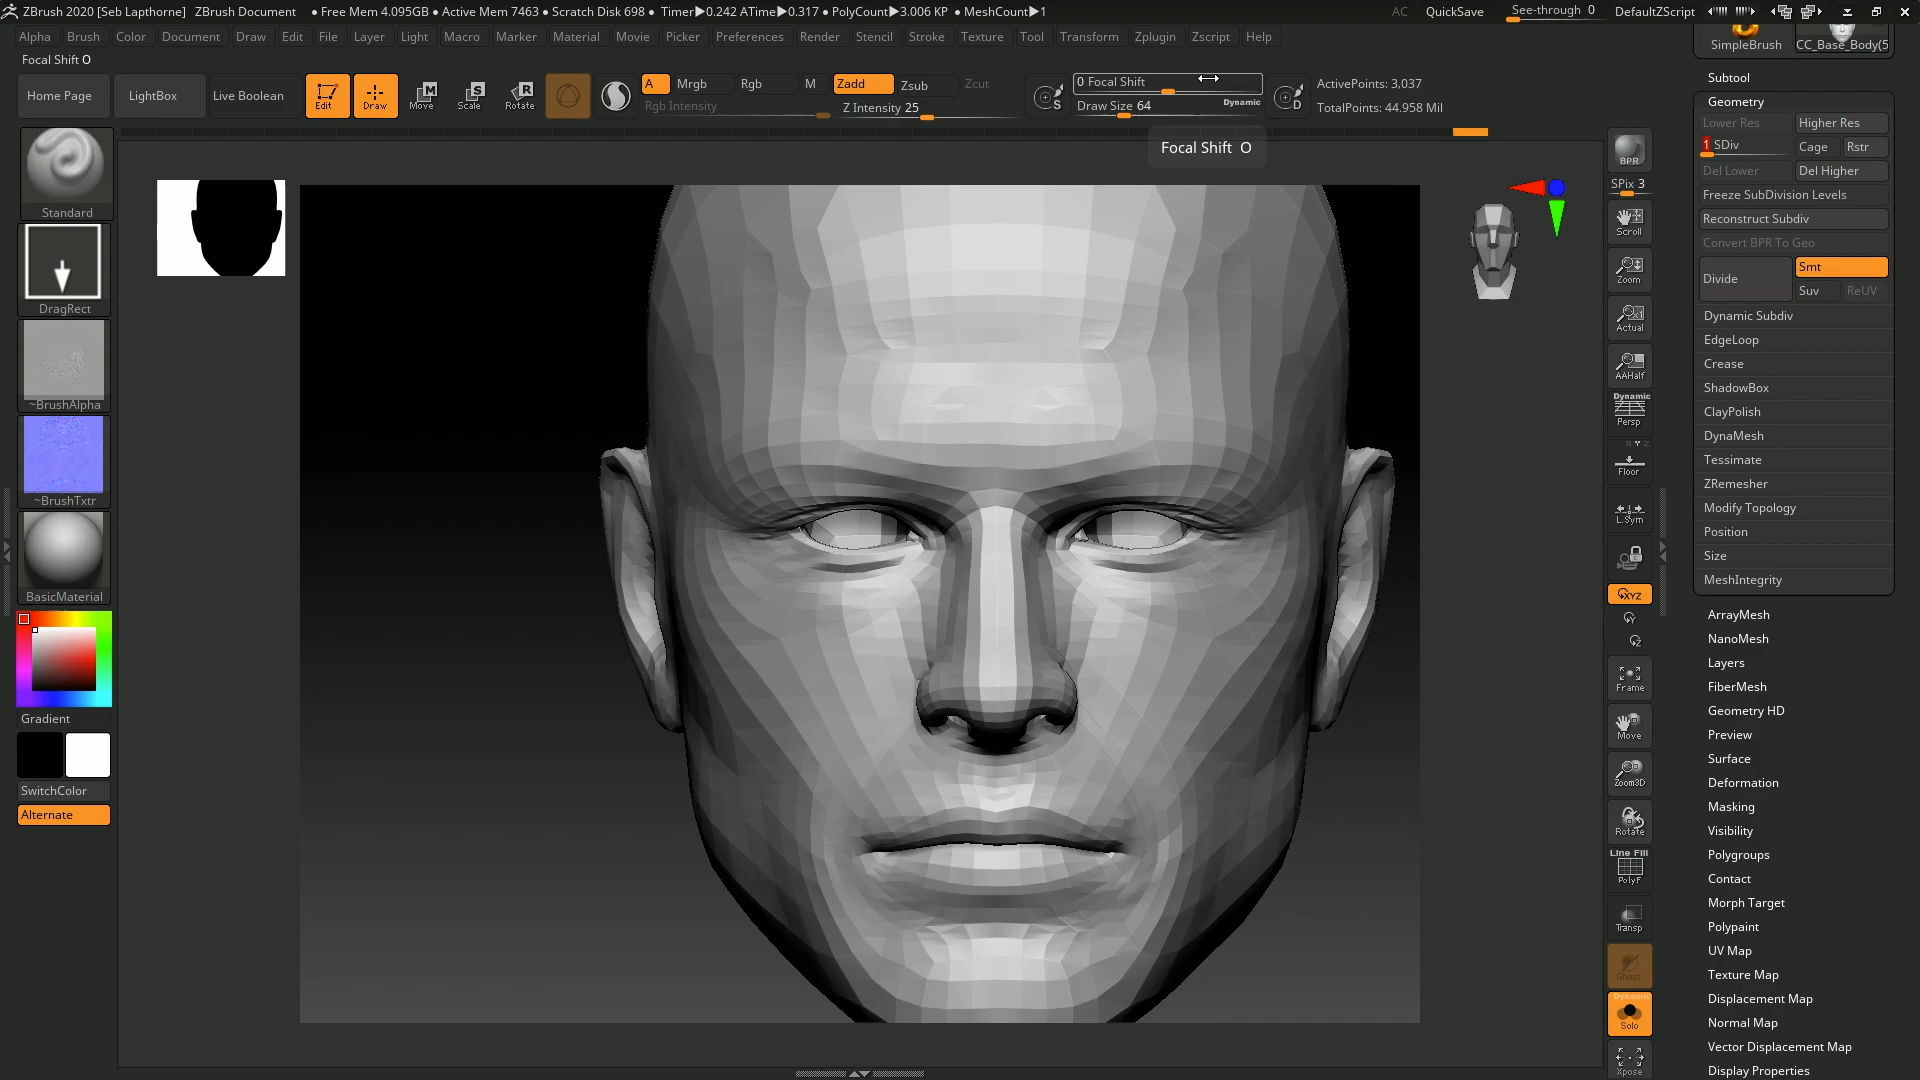 ZBrush 2020 [Seb Lapthorne] ZBrush Document • Free Mem 4.095GB • Active Mem 7463 • Scratch Disk 698 • Timer▶0.242 ATime▶0.317 • PolyCount▶3.006 KP • MeshCount▶1 AC QuickSave See-through 0 DefaultZScript
Alpha Brush Color Document Draw Edit File Layer Light Macro Marker Material Movie Picker Preferences Render Stencil Stroke Texture Tool Transform Zplugin Zscript Help
Focal Shift O
Home Page LightBox Live Boolean Edit Draw Move Scale Rotate
M S R
A Mrgb Rgb M Zadd Zsub Zcut
Rgb Intensity Z Intensity 25
S 0 Focal Shift D ActivePoints: 3,037
Draw Size 64 Dynamic TotalPoints: 44.958 Mil
Focal Shift O
Standard
DragRect
~BrushAlpha
~BrushTxtr
BasicMaterial
Gradient
SwitchColor
Alternate
BPR
SPix 3
Scroll
Zoom
Actual
AAHalf
Dynamic
Persp
Floor
L.Sym
XYZ
Y
Z
Frame
Move
Zoom3D
Rotate
Line Fill
PolyF
Transp
Ghost
Dynamic
Solo
Xpose
SimpleBrush CC_Base_Body(5
Subtool
Geometry
Lower Res Higher Res
1 SDiv Cage Rstr
Del Lower Del Higher
Freeze SubDivision Levels
Reconstruct Subdiv
Convert BPR To Geo
Divide Smt
Suv ReUV
Dynamic Subdiv
EdgeLoop
Crease
ShadowBox
ClayPolish
DynaMesh
Tessimate
ZRemesher
Modify Topology
Position
Size
MeshIntegrity
ArrayMesh
NanoMesh
Layers
FiberMesh
Geometry HD
Preview
Surface
Deformation
Masking
Visibility
Polygroups
Contact
Morph Target
Polypaint
UV Map
Texture Map
Displacement Map
Normal Map
Vector Displacement Map
Display Properties